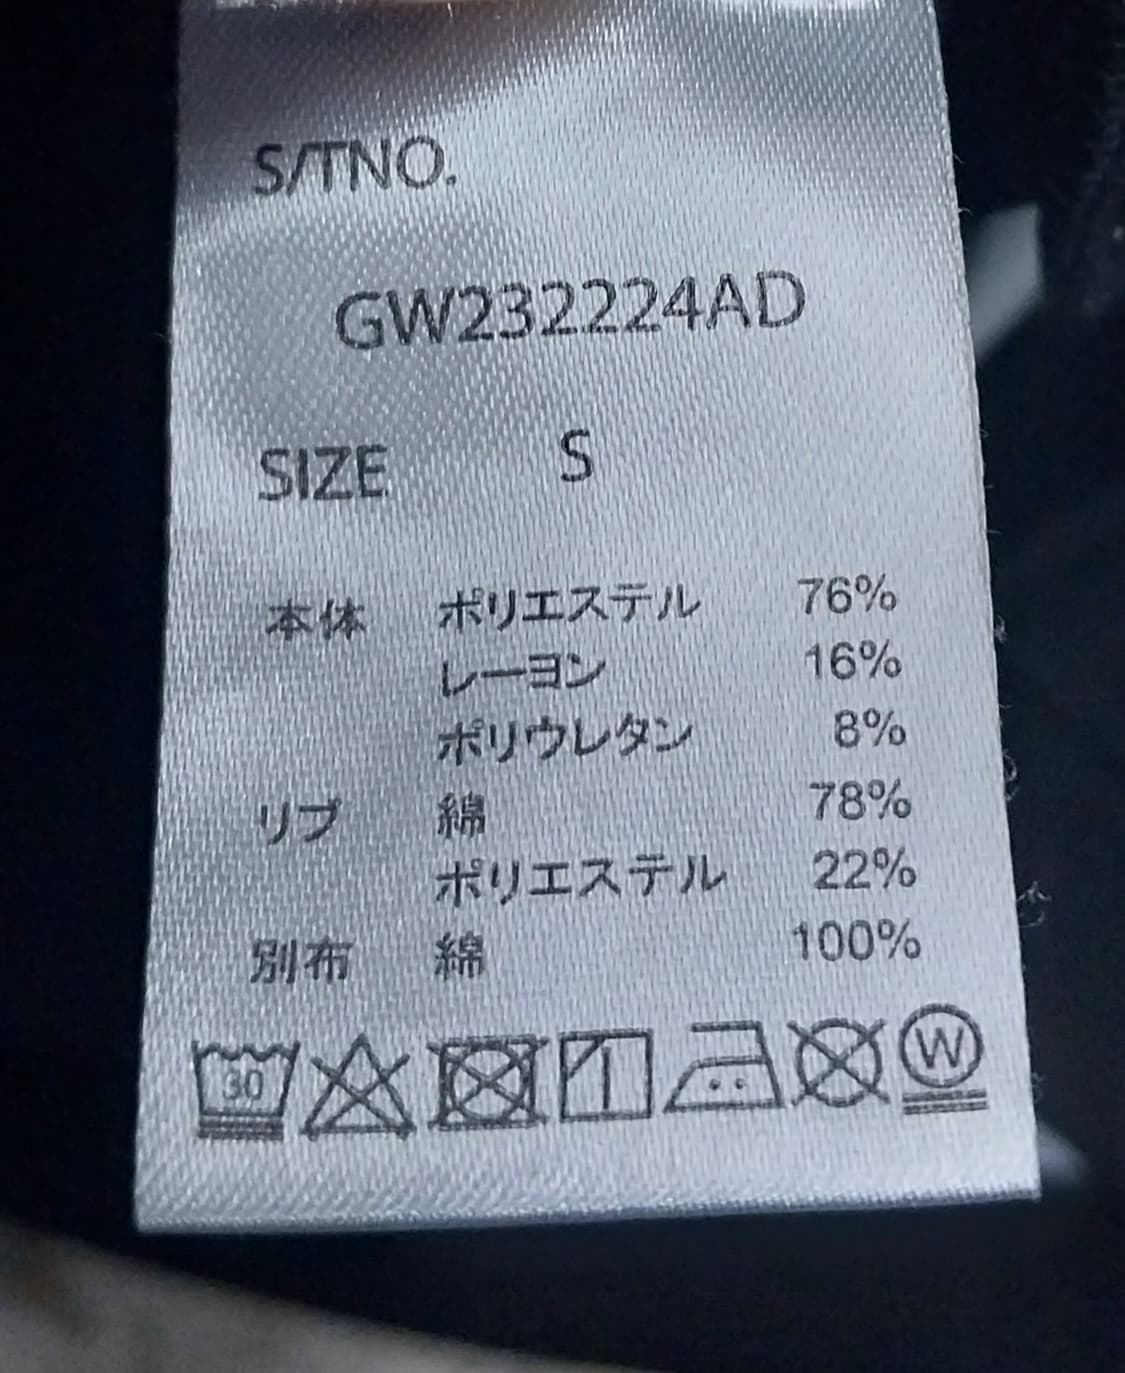 S/TNO.
GW232224AD
SIZE S
本体 ポリエステル 76%
レーヨン 16%
ポリウレタン 8%
リブ 綿 78%
ポリエステル 22%
別布 綿 100%
30 W